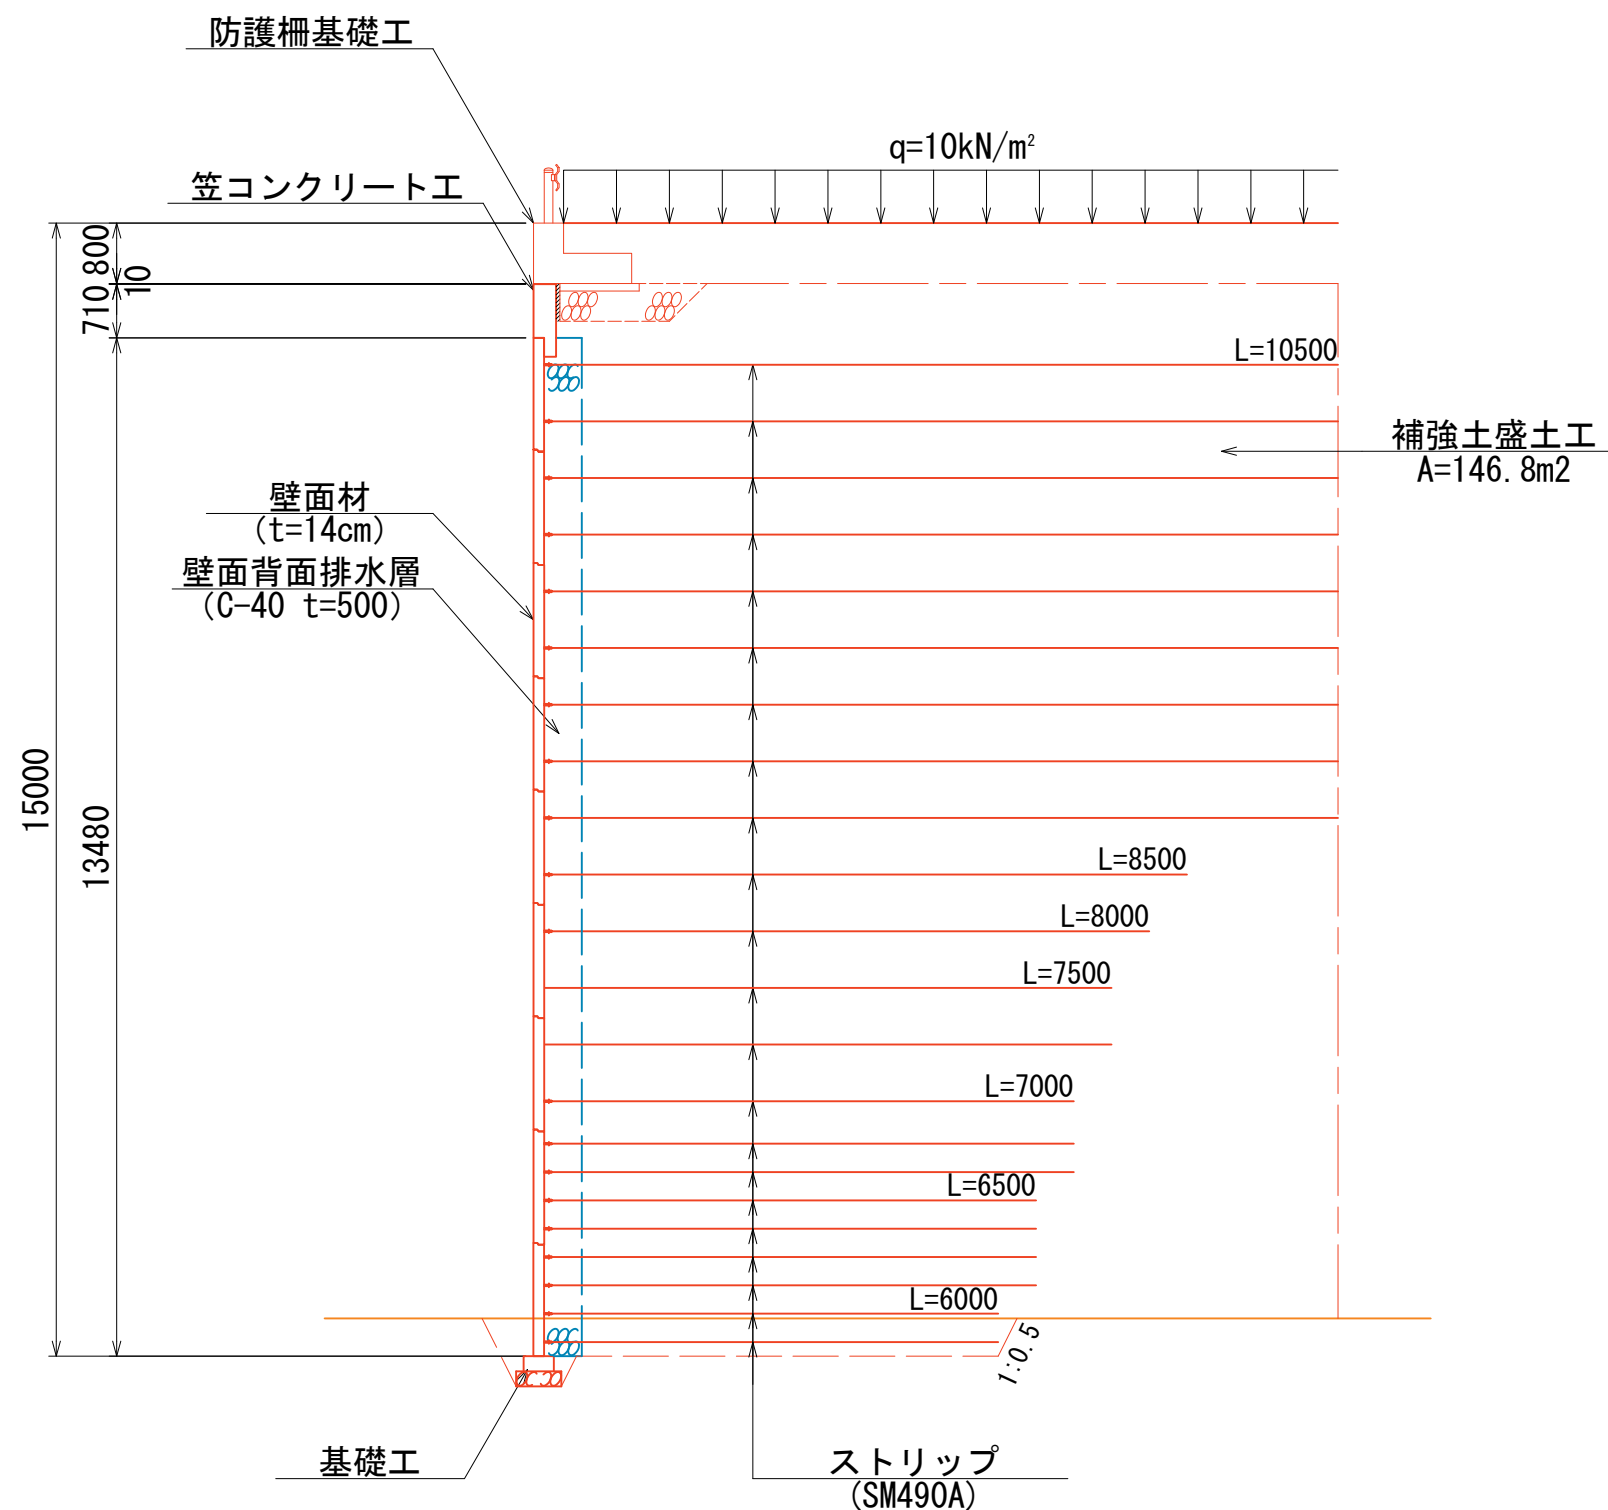 防護柵基礎工
q=10kN/m²
笠コンクリート工
800
10
710
L=10500
補強土盛土工
A=146.8m2
壁面材
(t=14cm)
壁面背面排水層
(C-40 t=500)
15000
13480
L=8500
L=8000
L=7500
L=7000
L=6500
L=6000
1:0.5
基礎工
ストリップ
(SM490A)